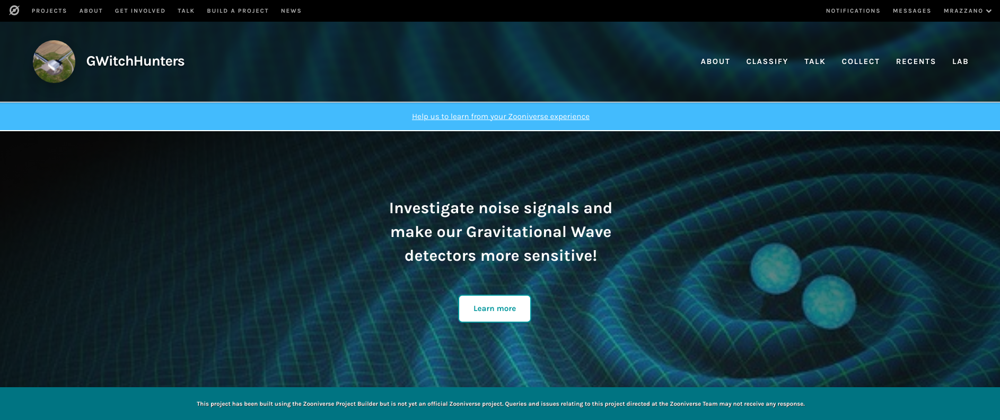 PROJECTS ABOUT GET INVOLVED TALK BUILD A PROJECT NEWS NOTIFICATIONS MESSAGES MRAZZANO
GWitchHunters ABOUT CLASSIFY TALK COLLECT RECENTS LAB
Help us to learn from your Zooniverse experience
Investigate noise signals and
make our Gravitational Wave
detectors more sensitive!
Learn more
This project has been built using the Zooniverse Project Builder but is not yet an official Zooniverse project. Queries and issues relating to this project directed at the Zooniverse Team may not receive any response.